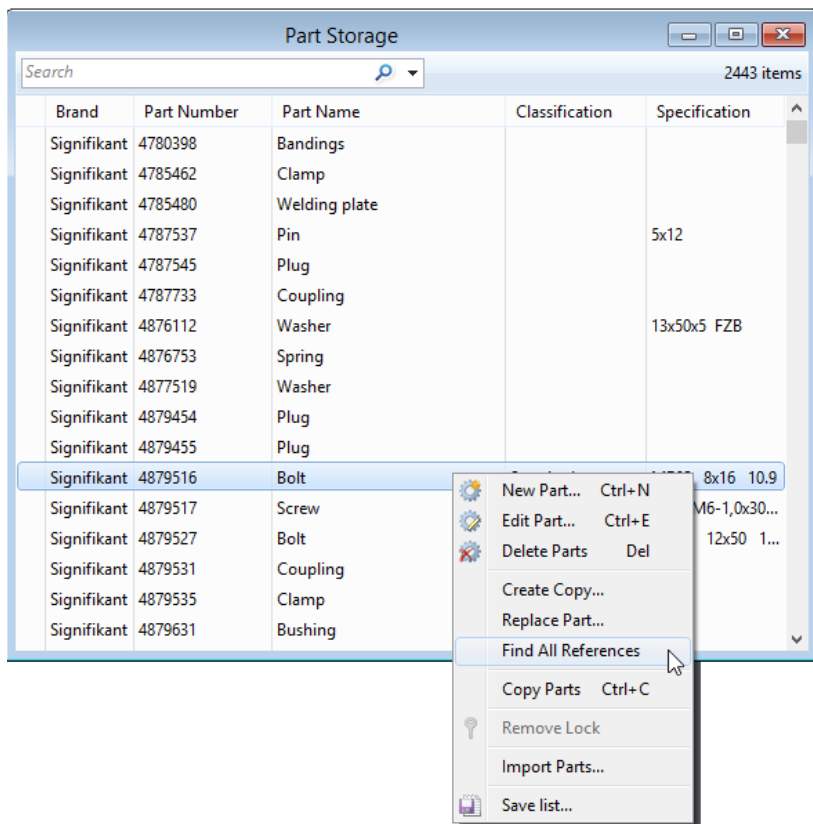 Part Storage
Search
2443 items
Brand Part Number Part Name Classification Specification
Signifikant 4780398 Bandings
Signifikant 4785462 Clamp
Signifikant 4785480 Welding plate
Signifikant 4787537 Pin 5x12
Signifikant 4787545 Plug
Signifikant 4787733 Coupling
Signifikant 4876112 Washer 13x50x5 FZB
Signifikant 4876753 Spring
Signifikant 4877519 Washer
Signifikant 4879454 Plug
Signifikant 4879455 Plug
Signifikant 4879516 Bolt 8x16 10.9
Signifikant 4879517 Screw M6-1,0x30...
Signifikant 4879527 Bolt 12x50 1...
Signifikant 4879531 Coupling
Signifikant 4879535 Clamp
Signifikant 4879631 Bushing
New Part... Ctrl+N
Edit Part... Ctrl+E
Delete Parts Del
Create Copy...
Replace Part...
Find All References
Copy Parts Ctrl+C
Remove Lock
Import Parts...
Save list...